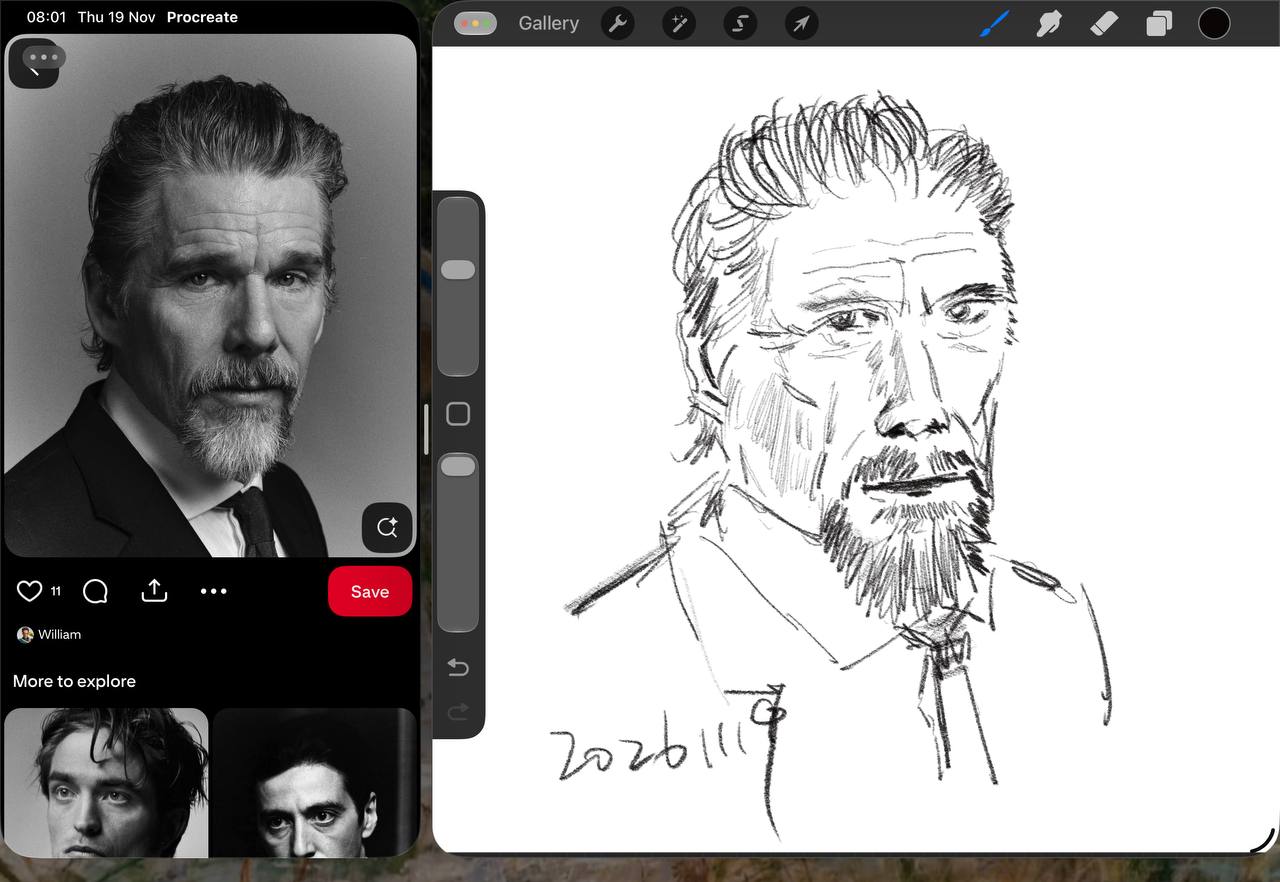 08:01 Thu 19 Nov Procreate
Gallery
11
Save
William
More to explore
20261119